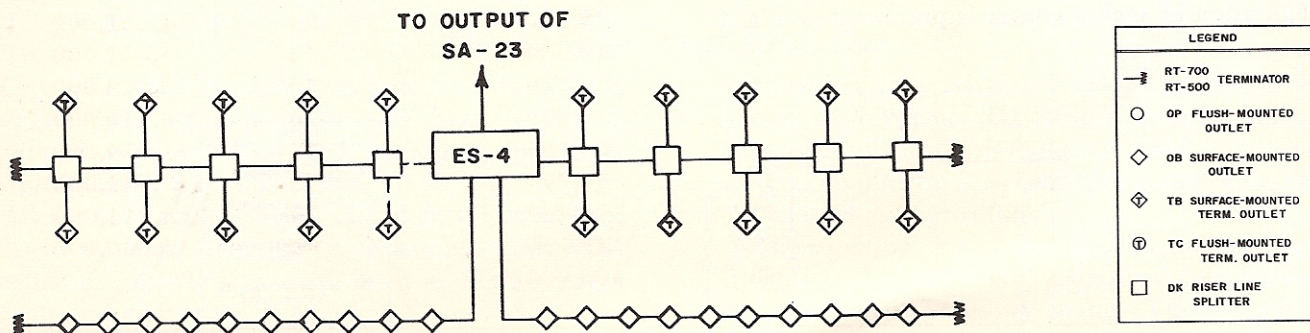 TO OUTPUT OF
SA-23
T T T T T T T T T T
ES-4
T T T T T T T T T T
LEGEND
RT-700
RT-500 TERMINATOR
OP FLUSH-MOUNTED
OUTLET
OB SURFACE-MOUNTED
OUTLET
T TB SURFACE-MOUNTED
TERM. OUTLET
T TC FLUSH-MOUNTED
TERM. OUTLET
DK RISER LINE
SPLITTER